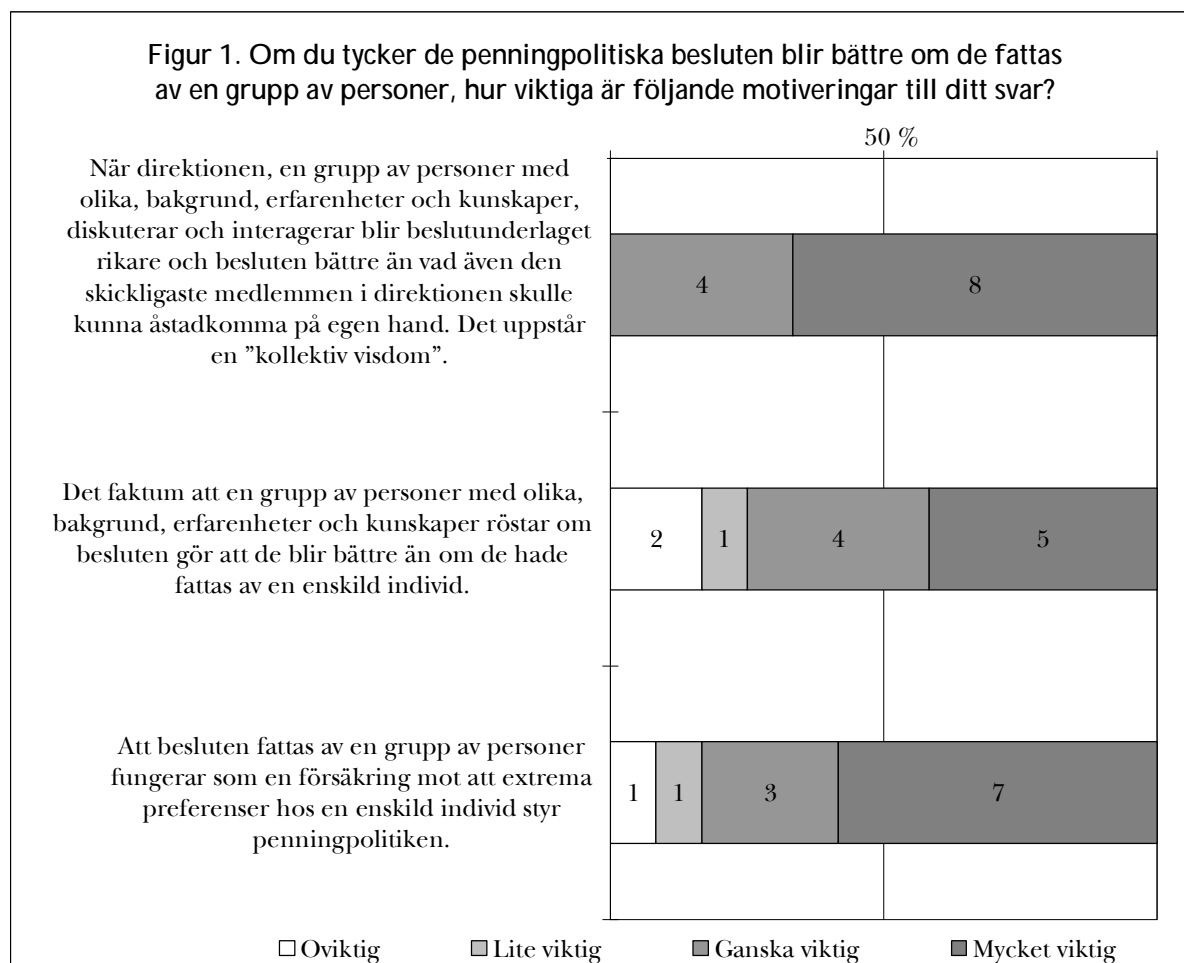 Figur 1. Om du tycker de penningpolitiska besluten blir bättre om de fattas
av en grupp av personer, hur viktiga är följande motiveringar till ditt svar?
50 %
När direktionen, en grupp av personer med
olika, bakgrund, erfarenheter och kunskaper,
diskuterar och interagerar blir beslutunderlaget
rikare och besluten bättre än vad även den
skickligaste medlemmen i direktionen skulle
kunna åstadkomma på egen hand. Det uppstår
en ”kollektiv visdom”.
4 8
Det faktum att en grupp av personer med olika,
bakgrund, erfarenheter och kunskaper röstar om
besluten gör att de blir bättre än om de hade
fattas av en enskild individ.
2 1 4 5
Att besluten fattas av en grupp av personer
fungerar som en försäkring mot att extrema
preferenser hos en enskild individ styr
penningpolitiken.
1 1 3 7
Oviktig Lite viktig Ganska viktig Mycket viktig